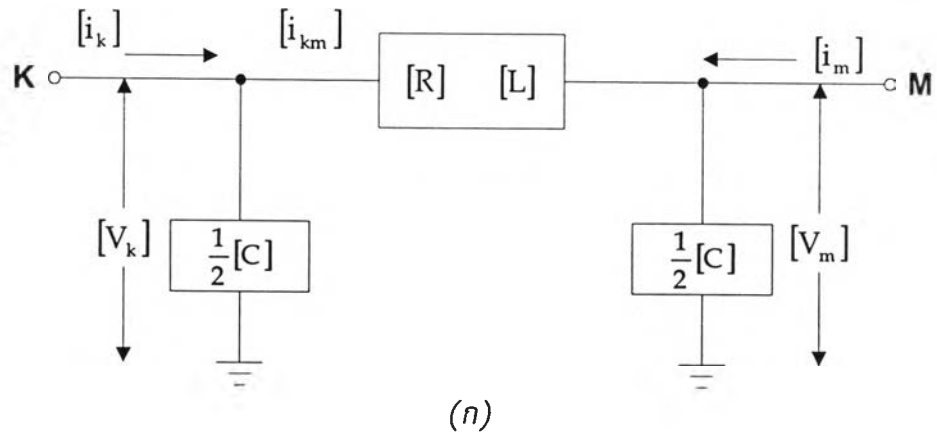 [i_k] [i_km] [i_m]
K [R] [L] M
[V_k] ½[C] ½[C] [V_m]
(ก)